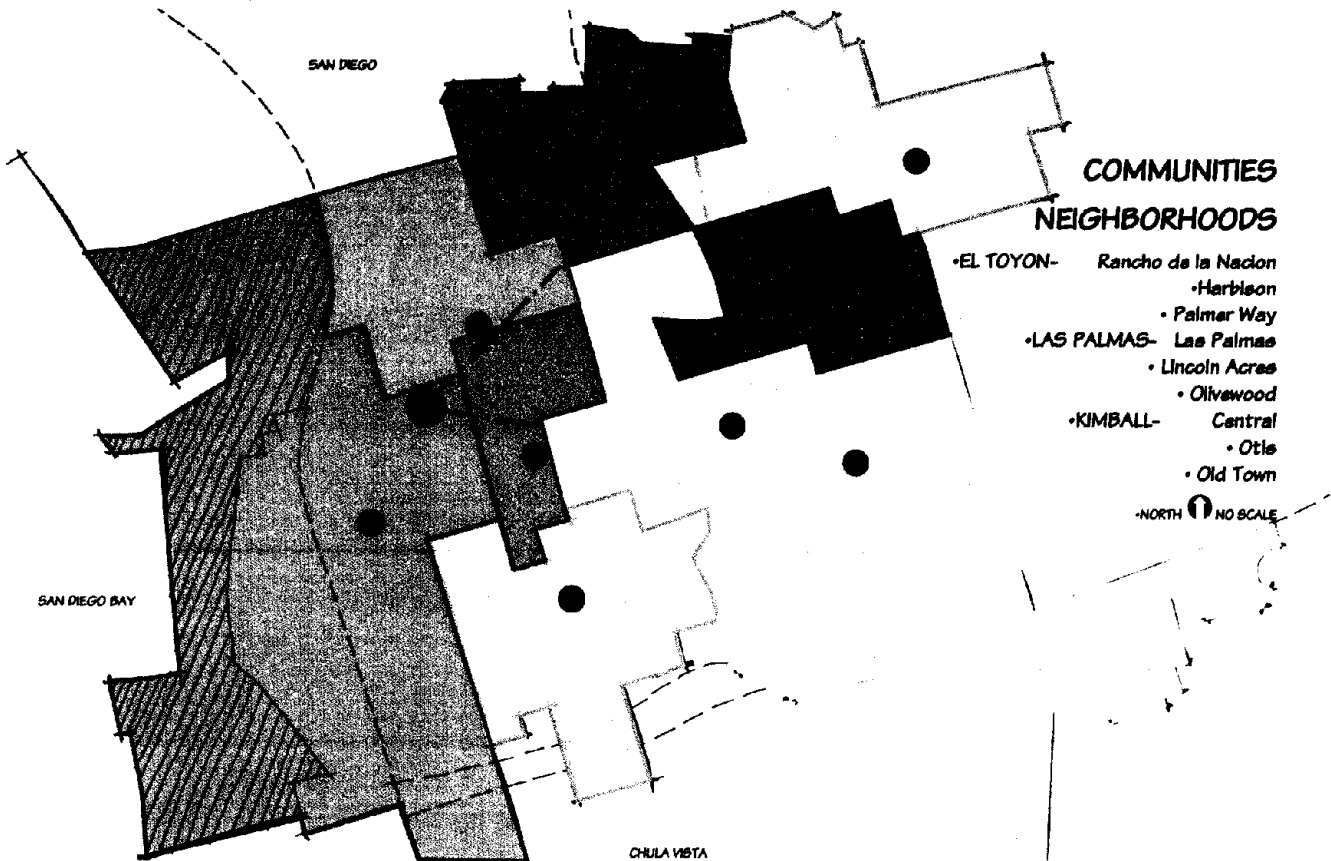 SAN DIEGO
COMMUNITIES
NEIGHBORHOODS
•EL TOYON- Rancho de la Nacion
•Harbison
• Palmer Way
•LAS PALMAS- Las Palmas
• Lincoln Acres
• Olivewood
•KIMBALL- Central
• Otis
• Old Town
•NORTH NO SCALE
SAN DIEGO BAY
CHULA VISTA